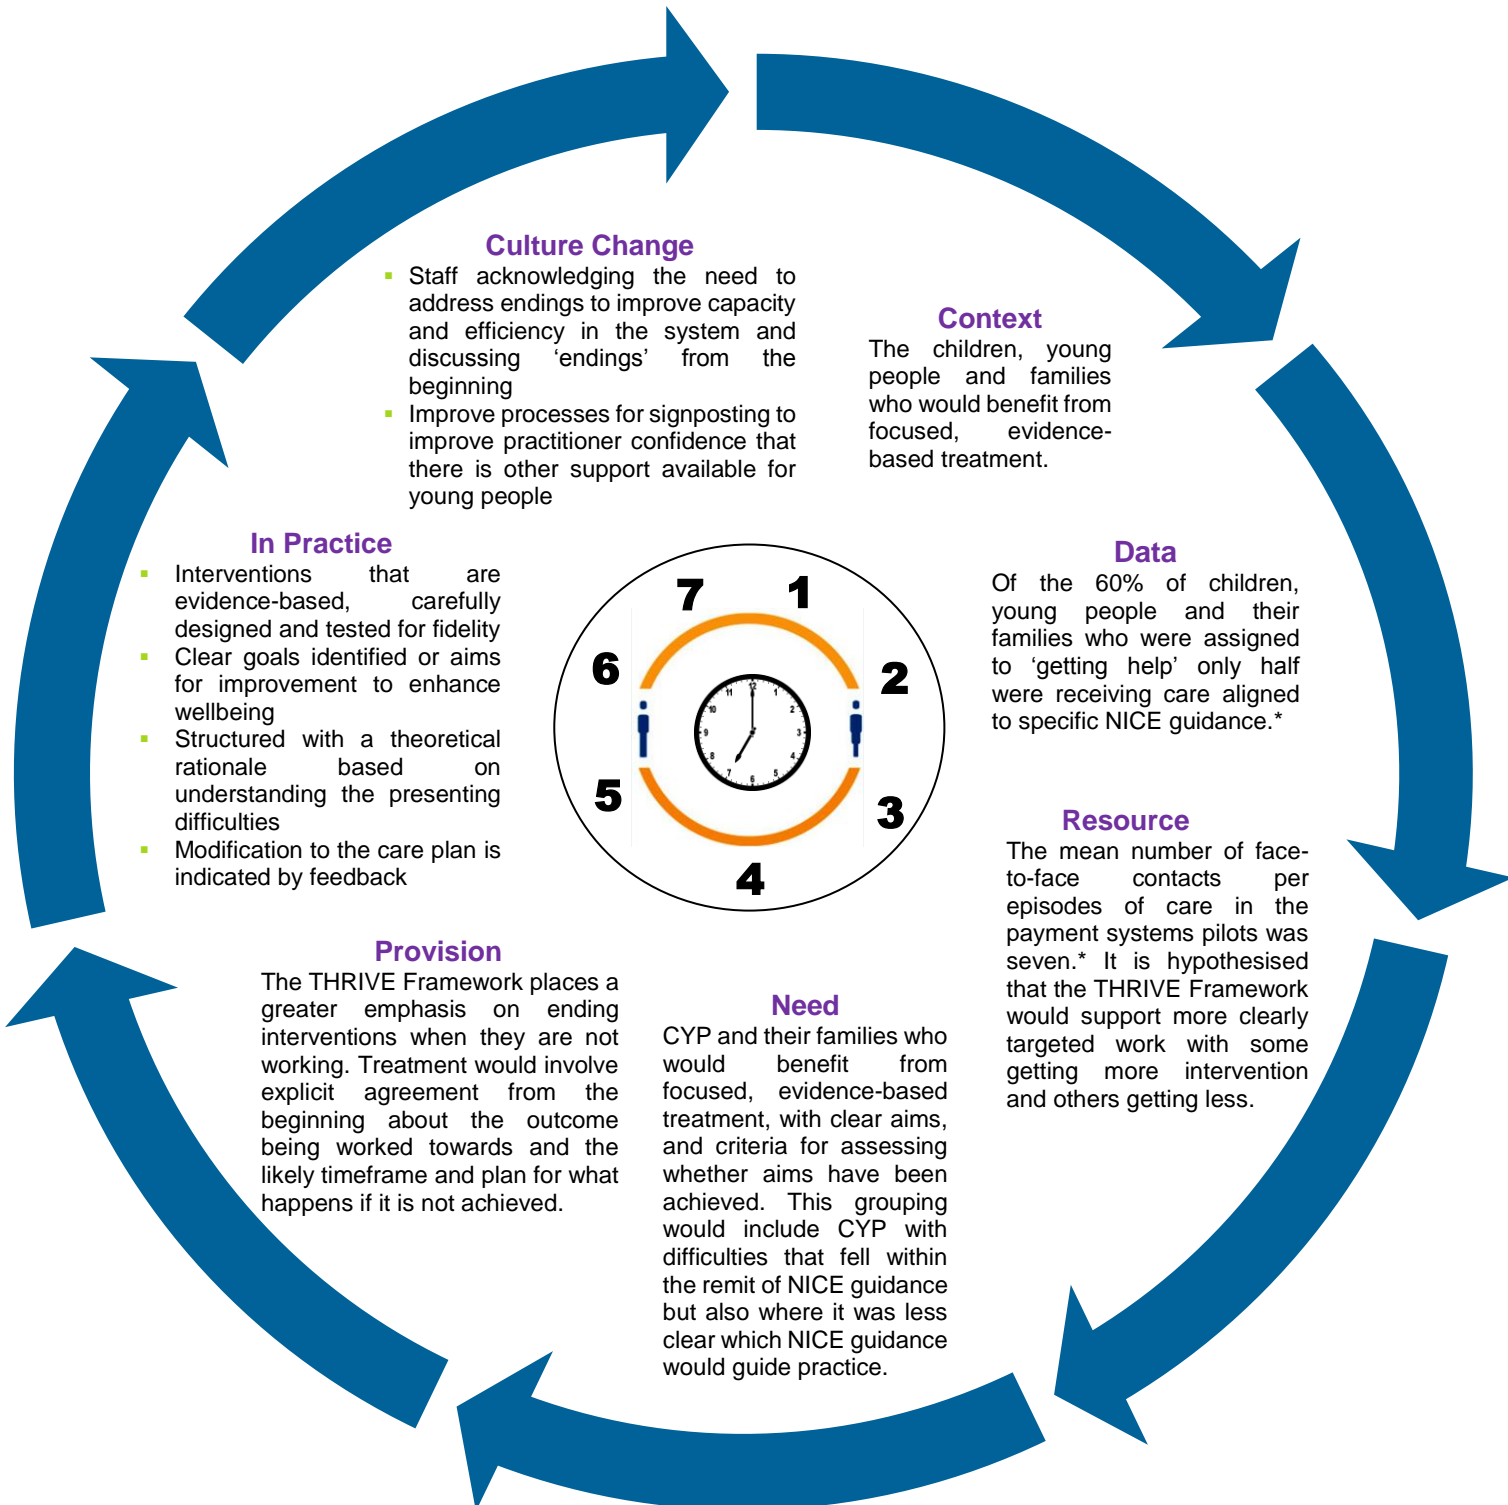 Culture Change
▪ Staff acknowledging the need to
address endings to improve capacity
and efficiency in the system and
discussing ‘endings’ from the
beginning
▪ Improve processes for signposting to
improve practitioner confidence that
there is other support available for
young people
Context
The children, young
people and families
who would benefit from
focused, evidence-
based treatment.
Data
Of the 60% of children,
young people and their
families who were assigned
to ‘getting help’ only half
were receiving care aligned
to specific NICE guidance.*
Resource
The mean number of face-
to-face contacts per
episodes of care in the
payment systems pilots was
seven.* It is hypothesised
that the THRIVE Framework
would support more clearly
targeted work with some
getting more intervention
and others getting less.
Need
CYP and their families who
would benefit from
focused, evidence-based
treatment, with clear aims,
and criteria for assessing
whether aims have been
achieved. This grouping
would include CYP with
difficulties that fell within
the remit of NICE guidance
but also where it was less
clear which NICE guidance
would guide practice.
Provision
The THRIVE Framework places a
greater emphasis on ending
interventions when they are not
working. Treatment would involve
explicit agreement from the
beginning about the outcome
being worked towards and the
likely timeframe and plan for what
happens if it is not achieved.
In Practice
▪ Interventions that are
evidence-based, carefully
designed and tested for fidelity
▪ Clear goals identified or aims
for improvement to enhance
wellbeing
▪ Structured with a theoretical
rationale based on
understanding the presenting
difficulties
▪ Modification to the care plan is
indicated by feedback
1
2
3
4
5
6
7
12
1
2
3
4
5
6
7
8
9
10
11